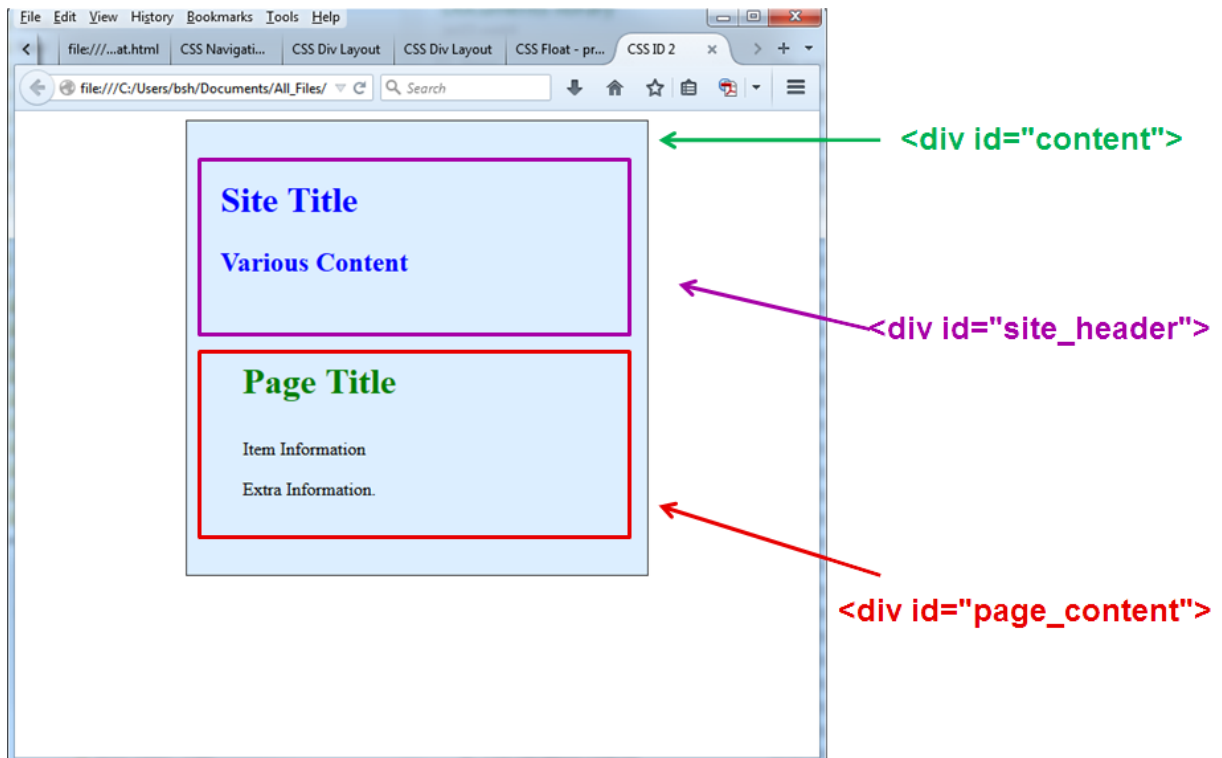 File Edit View History Bookmarks Tools Help
file:///...at.html CSS Navigati... CSS Div Layout CSS Div Layout CSS Float - pr... CSS ID 2
file:///C:/Users/bsh/Documents/All_Files/ Search
<div id="content">
Site Title
Various Content
<div id="site_header">
Page Title
Item Information
Extra Information.
<div id="page_content">